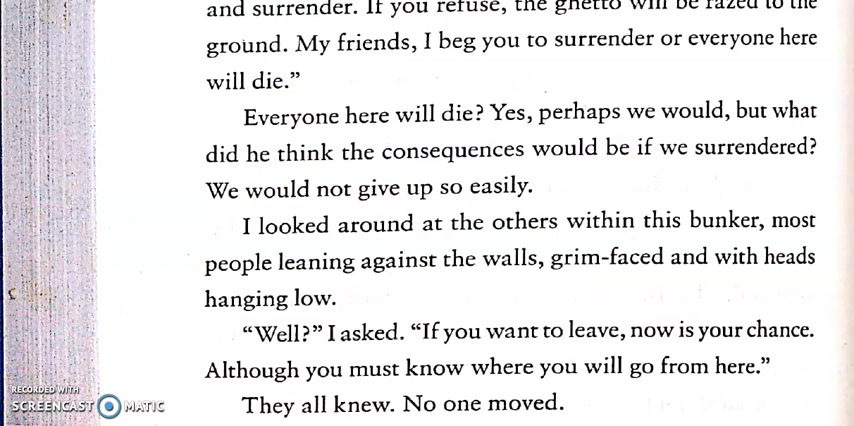 and surrender. If you refuse, the ghetto will be razed to the
ground. My friends, I beg you to surrender or everyone here
will die.”
Everyone here will die? Yes, perhaps we would, but what
did he think the consequences would be if we surrendered?
We would not give up so easily.
I looked around at the others within this bunker, most
people leaning against the walls, grim-faced and with heads
hanging low.
“Well?” I asked. “If you want to leave, now is your chance.
Although you must know where you will go from here.”
RECORDED WITH
SCREENCAST MATIC
They all knew. No one moved.